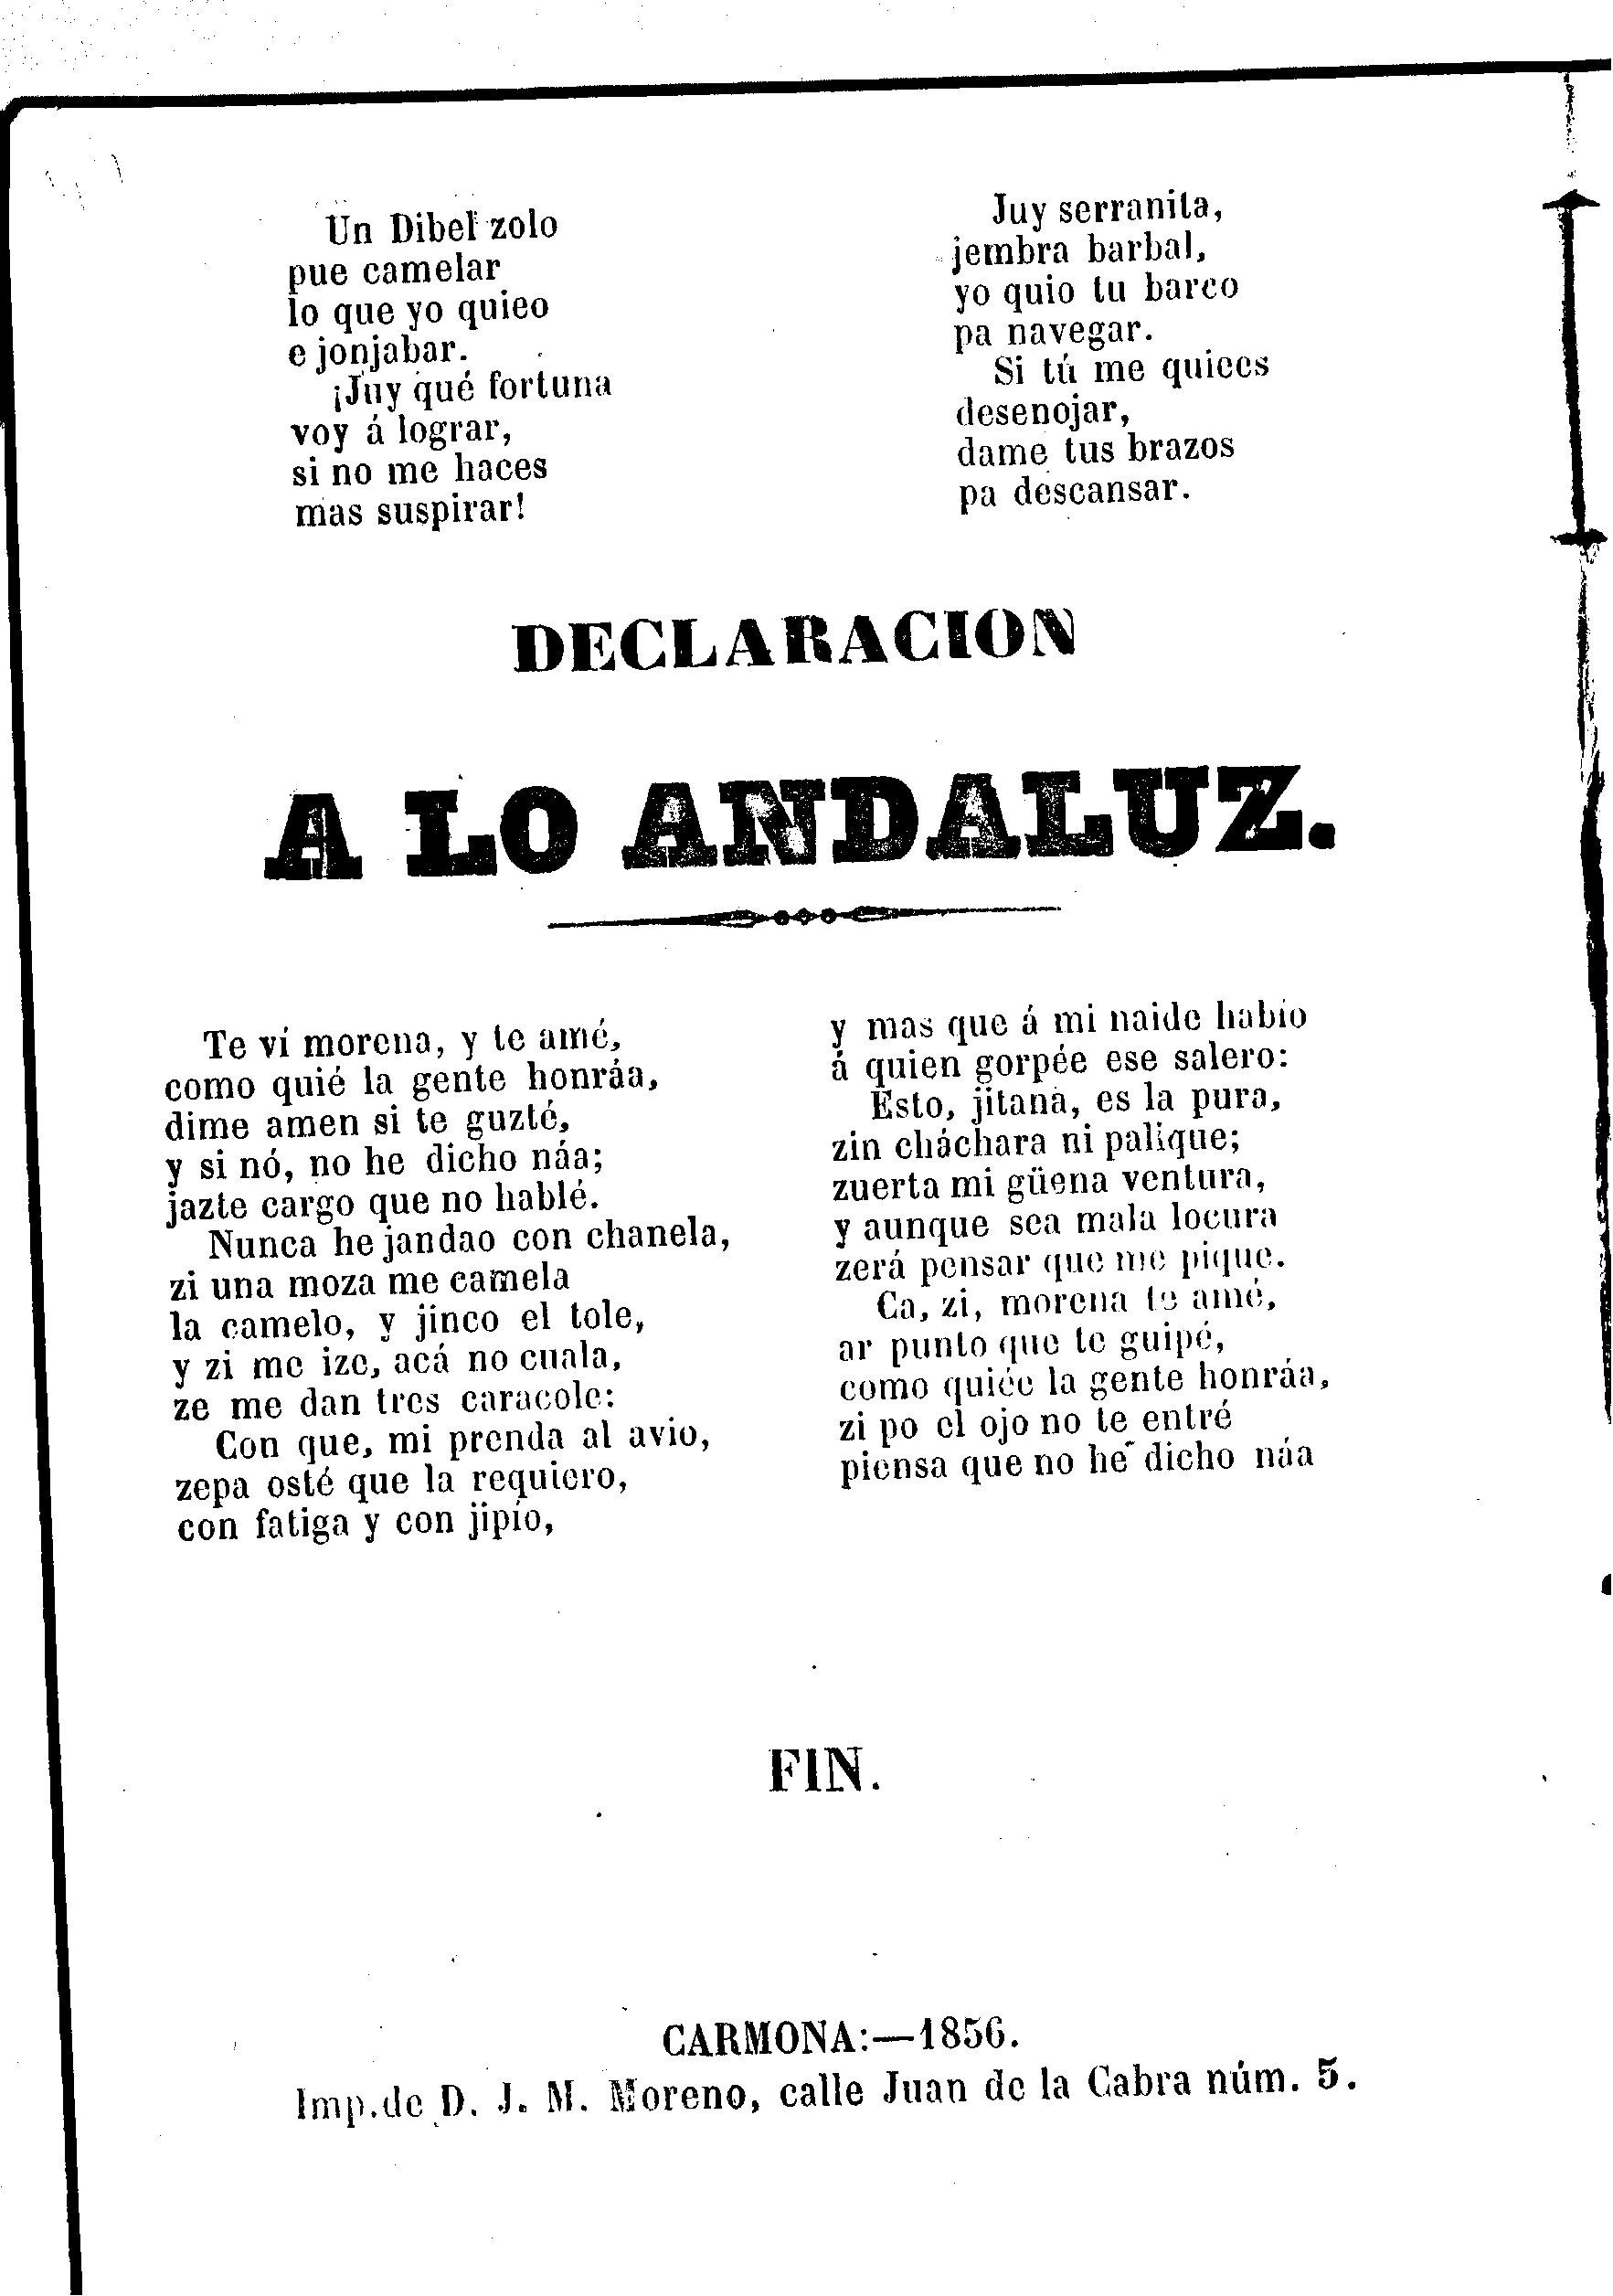 Un Dibel zolo
pue camelar
lo que yo quieo
e jonjabar.
¡Juy qué fortuna
voy á lograr,
si no me haces
mas suspirar!
Juy serranita,
jembra barbal,
yo quio tu barco
pa navegar.
Si tú me quiees
desenojar,
dame tus brazos
pa descansar.
DECLARACION
A LO ANDALUZ.
Te ví morena, y te amé,
como quié la gente honráa,
dime amen si te guzté,
y si nó, no he dicho náa;
jazte cargo que no hablé.
Nunca he jandao con chanela,
zi una moza me camela
la camelo, y jinco el tole,
y zi me ize, acá no cuala,
ze me dan tres caracole:
Con que, mi prenda al avio,
zepa osté que la requiero,
con fatiga y con jipío,
y mas que á mi naide habio
á quien gorpée ese salero:
Esto, jitana, es la pura,
zin cháchara ni palique;
zuerta mi güena ventura,
y aunque sea mala locura
zerá pensar que me pique.
Ca, zi, morena te amé,
ar punto que te guipé,
como quiée la gente honráa,
zi po el ojo no te entré
piensa que no he dicho náa
FIN.
CARMONA:—1856.
Imp. de D. J. M. Moreno, calle Juan de la Cabra núm. 5.